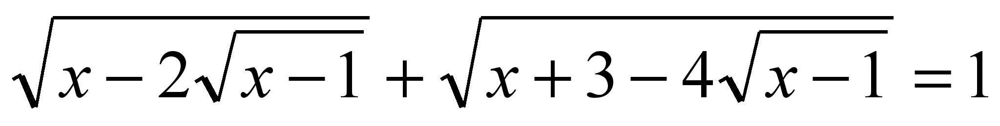 √(x − 2√(x − 1)) + √(x + 3 − 4√(x − 1)) = 1